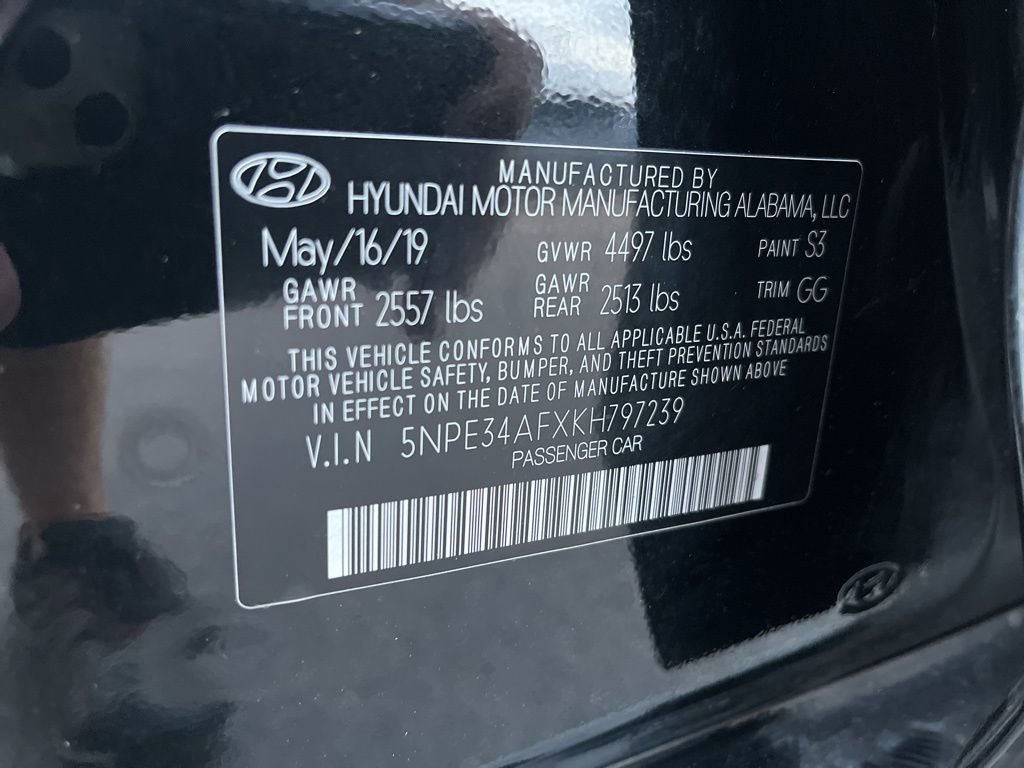 MANUFACTURED BY
HYUNDAI MOTOR MANUFACTURING ALABAMA, LLC
May/16/19 GVWR 4497 lbs PAINT S3
GAWR FRONT 2557 lbs GAWR REAR 2513 lbs TRIM GG
THIS VEHICLE CONFORMS TO ALL APPLICABLE U.S.A. FEDERAL
MOTOR VEHICLE SAFETY, BUMPER, AND THEFT PREVENTION STANDARDS
IN EFFECT ON THE DATE OF MANUFACTURE SHOWN ABOVE
V.I.N 5NPE34AFXKH797239
PASSENGER CAR